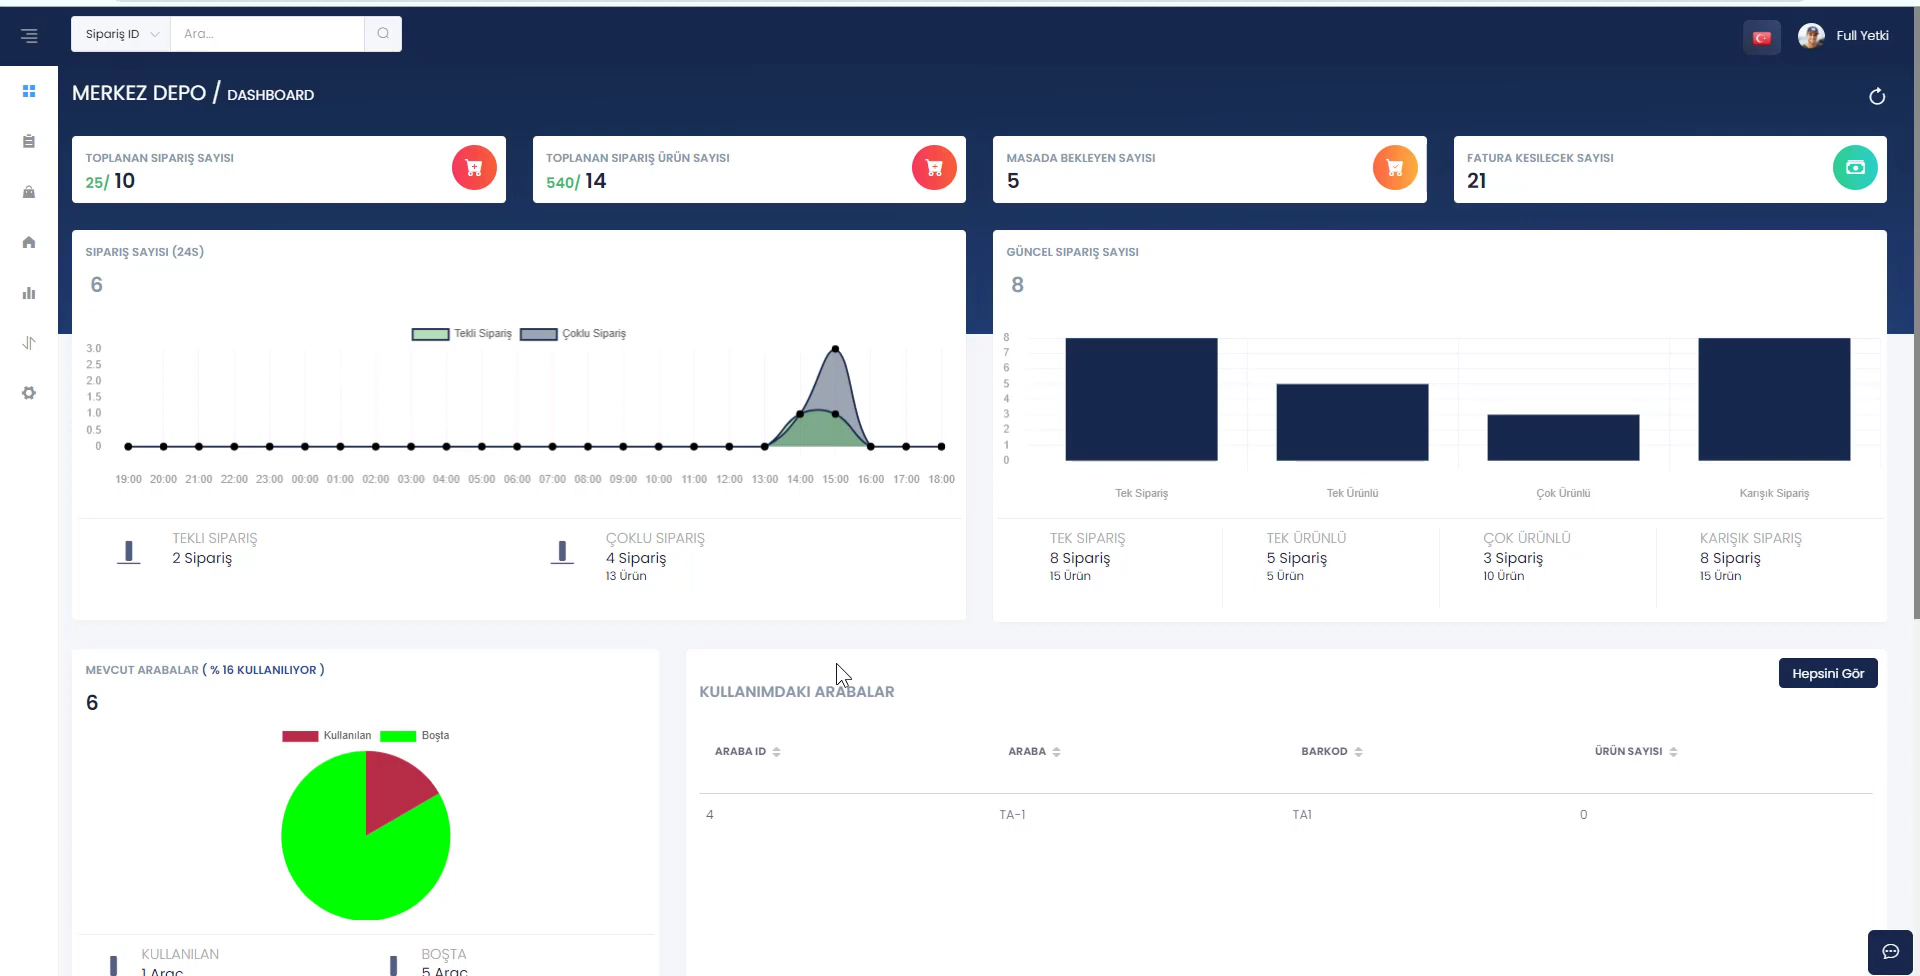 Sipariş ID Ara...
Full Yetki
MERKEZ DEPO / DASHBOARD
TOPLANAN SIPARIŞ SAYISI
25/ 10
TOPLANAN SIPARIŞ ÜRÜN SAYISI
540/ 14
MASADA BEKLEYEN SAYISI
5
FATURA KESILECEK SAYISI
21
SIPARIŞ SAYISI (24S)
6
Tekli Sipariş Çoklu Sipariş
3.0
2.5
2.0
1.5
1.0
0.5
0
19:00 20:00 21:00 22:00 23:00 00:00 01:00 02:00 03:00 04:00 05:00 06:00 07:00 08:00 09:00 10:00 11:00 12:00 13:00 14:00 15:00 16:00 17:00 18:00
TEKLI SIPARIŞ
2 Sipariş
ÇOKLU SIPARIŞ
4 Sipariş
13 Ürün
GÜNCEL SIPARIŞ SAYISI
8
8
7
6
5
4
3
2
1
0
Tek Sipariş Tek Ürünlü Çok Ürünlü Karışık Sipariş
TEK SIPARIŞ
8 Sipariş
15 Ürün
TEK ÜRÜNLÜ
5 Sipariş
5 Ürün
ÇOK ÜRÜNLÜ
3 Sipariş
10 Ürün
KARIŞIK SIPARIŞ
8 Sipariş
15 Ürün
MEVCUT ARABALAR ( % 16 KULLANILIYOR )
6
Kullanılan Boşta
KULLANILAN
1 Araç
BOŞTA
5 Araç
KULLANIMDAKI ARABALAR
Hepsini Gör
ARABA ID ARABA BARKOD ÜRÜN SAYISI
4 TA-1 TA1 0